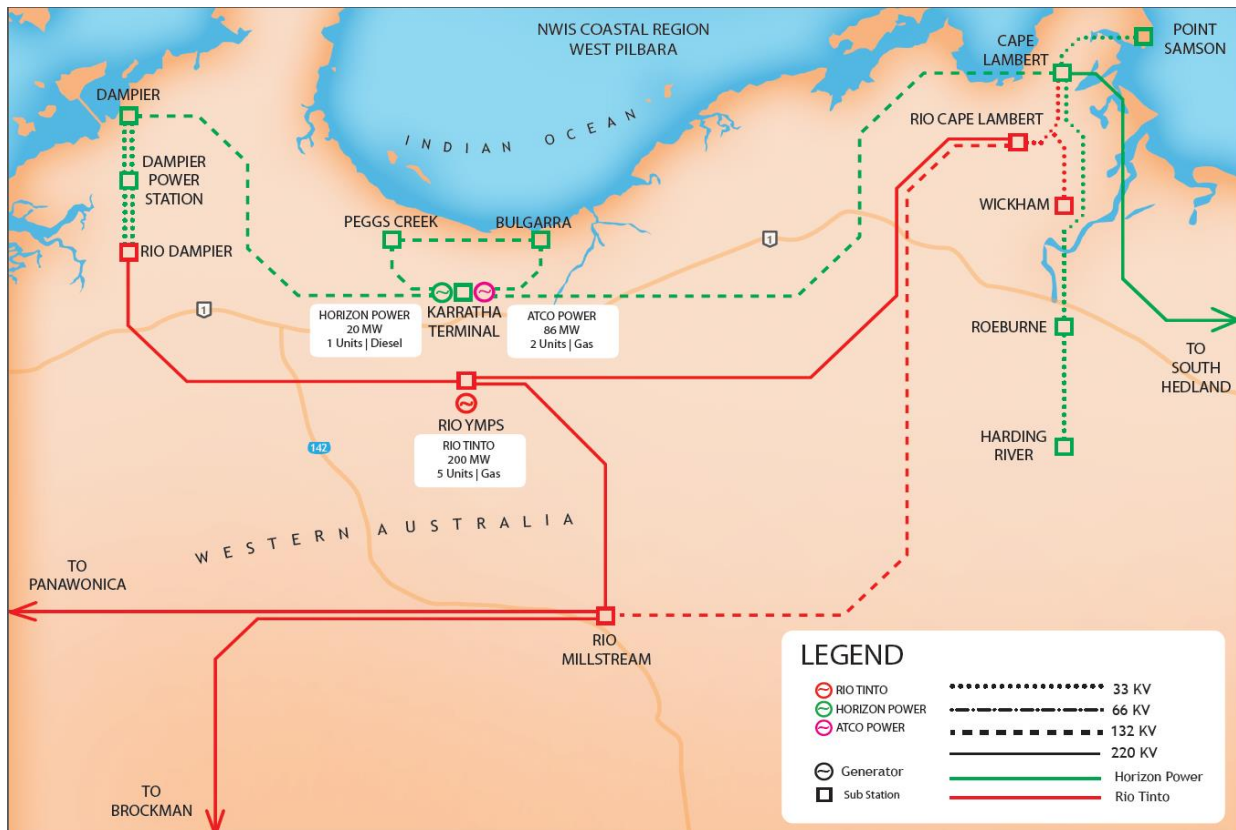 NWIS COASTAL REGION
WEST PILBARA
POINT
SAMSON
CAPE
LAMBERT
DAMPIER
RIO CAPE LAMBERT
INDIAN OCEAN
DAMPIER
POWER
STATION
WICKHAM
PEGGS CREEK
BULGARRA
RIO DAMPIER
1
1
HORIZON POWER
20 MW
1 Units | Diesel
KARRATHA
TERMINAL
ATCO POWER
86 MW
2 Units | Gas
ROEBURNE
TO
SOUTH
HEDLAND
RIO YMPS
RIO TINTO
200 MW
5 Units | Gas
142
HARDING
RIVER
WESTERN AUSTRALIA
TO
PANAWONICA
RIO
MILLSTREAM
TO
BROCKMAN
LEGEND
RIO TINTO
HORIZON POWER
ATCO POWER
Generator
Sub Station
33 KV
66 KV
132 KV
220 KV
Horizon Power
Rio Tinto